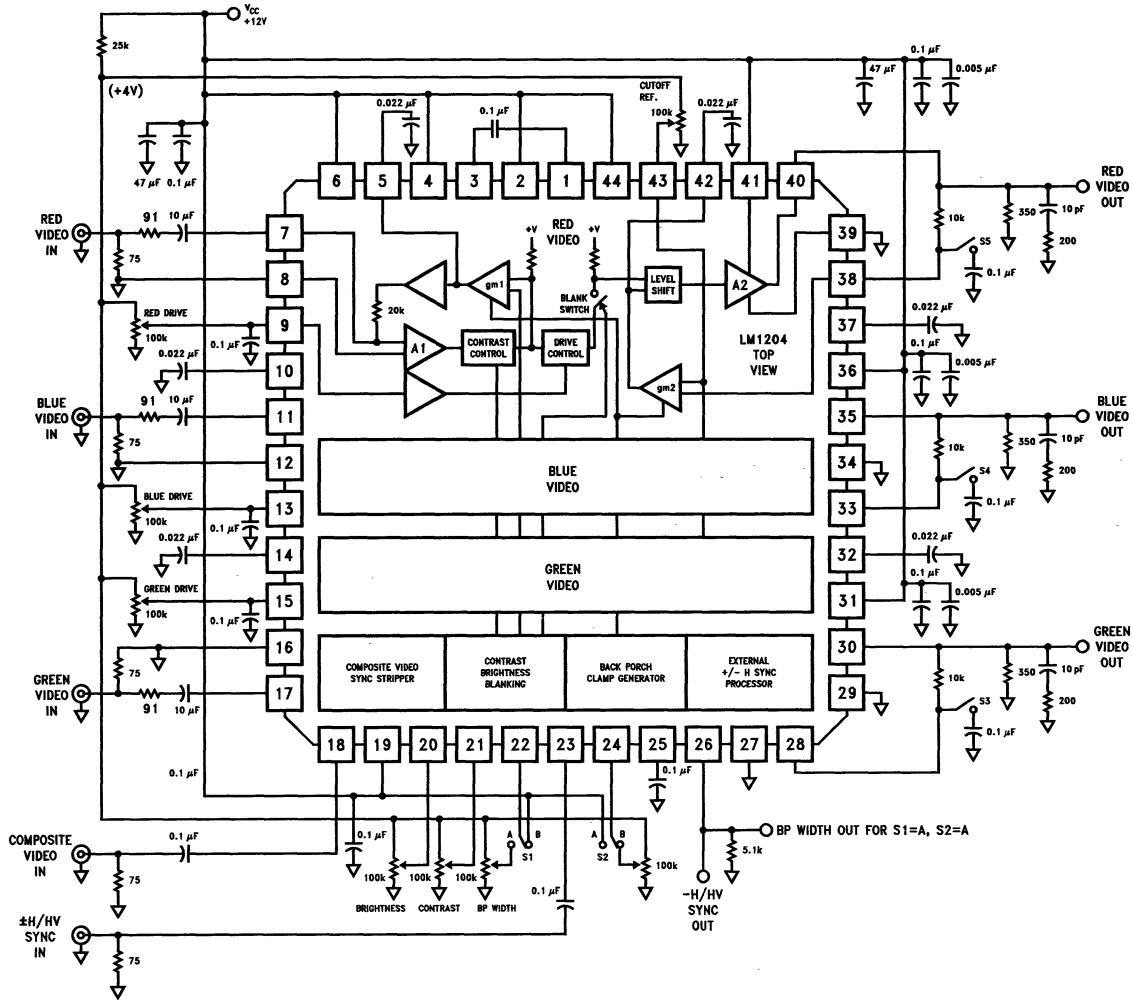 VCC
+12V
25k
(+4V)
47 μF
0.1 μF
0.022 μF
0.1 μF
CUTOFF
REF.
100k
0.022 μF
47 μF
0.1 μF
0.005 μF
6
5
4
3
2
1
44
43
42
41
40
RED
VIDEO
IN
91
10 μF
75
7
8
RED DRIVE
100k
0.1 μF
9
0.022 μF
10
BLUE
VIDEO
IN
91
10 μF
75
11
12
BLUE DRIVE
100k
0.1 μF
13
0.022 μF
14
GREEN DRIVE
100k
0.1 μF
15
16
75
GREEN
VIDEO
IN
91
10 μF
17
+V
RED
VIDEO
+V
gm1
20k
A1
CONTRAST
CONTROL
DRIVE
CONTROL
BLANK
SWITCH
LEVEL
SHIFT
A2
LM1204
TOP
VIEW
gm2
BLUE
VIDEO
GREEN
VIDEO
COMPOSITE VIDEO
SYNC STRIPPER
CONTRAST
BRIGHTNESS
BLANKING
BACK PORCH
CLAMP GENERATOR
EXTERNAL
+/- H SYNC
PROCESSOR
39
38
37
36
35
34
33
32
31
30
29
RED
VIDEO
OUT
10k
350
10 pF
200
S5
0.1 μF
0.022 μF
0.1 μF
0.005 μF
BLUE
VIDEO
OUT
10k
350
10 pF
200
S4
0.1 μF
0.022 μF
0.1 μF
0.005 μF
GREEN
VIDEO
OUT
10k
350
10 pF
200
S3
0.1 μF
18
19
20
21
22
23
24
25
26
27
28
0.1 μF
0.1 μF
COMPOSITE
VIDEO
IN
0.1 μF
75
0.1 μF
100k
BRIGHTNESS
100k
CONTRAST
100k
BP WIDTH
A
B
S1
0.1 μF
A
B
S2
100k
BP WIDTH OUT FOR S1=A, S2=A
5.1k
-H/HV
SYNC
OUT
±H/HV
SYNC
IN
75